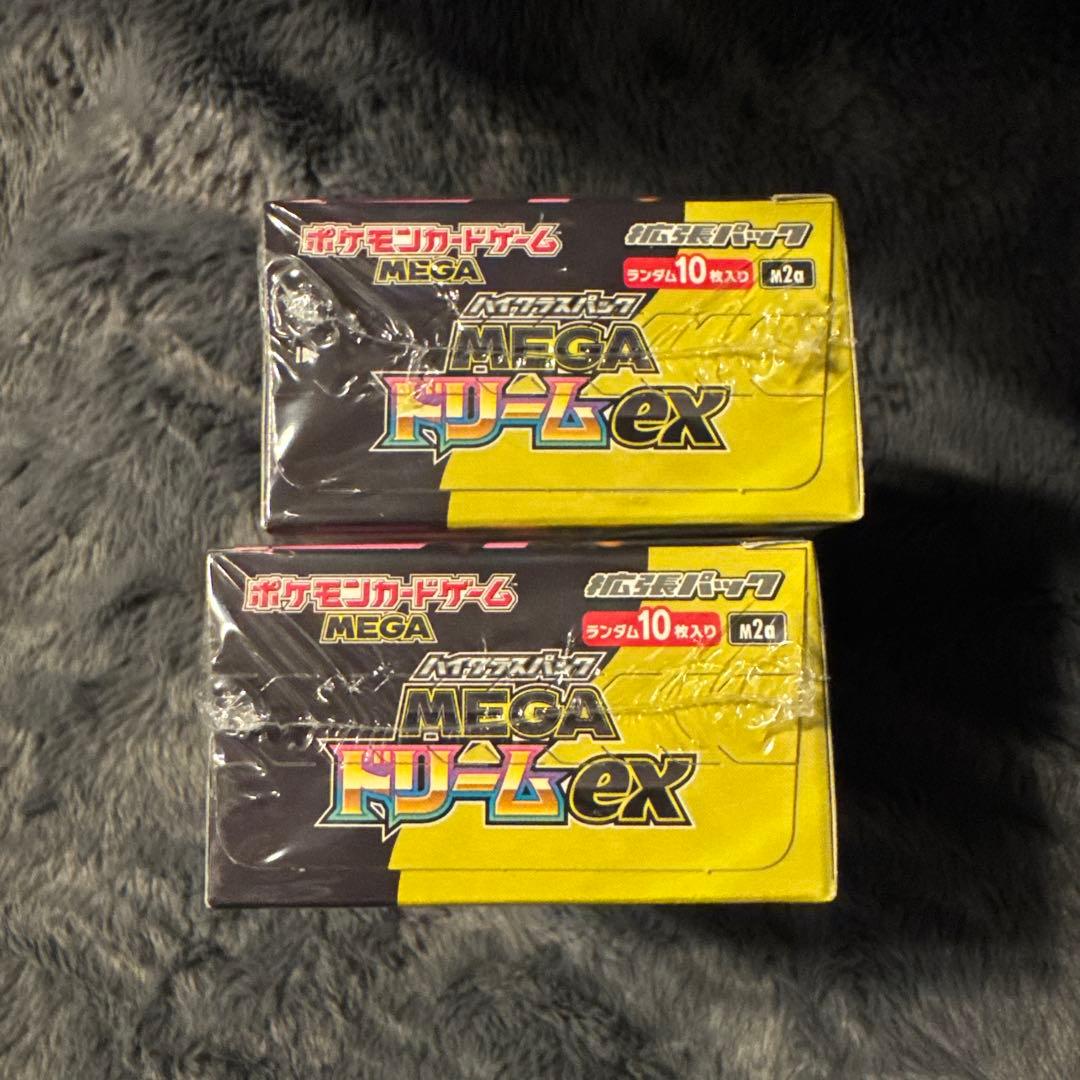 ポケモンカードゲーム
MEGA
拡張パック
ランダム10枚入り M2a
ハイクラスパック
MEGA
ドリームex
ポケモンカードゲーム
MEGA
拡張パック
ランダム10枚入り M2a
ハイクラスパック
MEGA
ドリームex